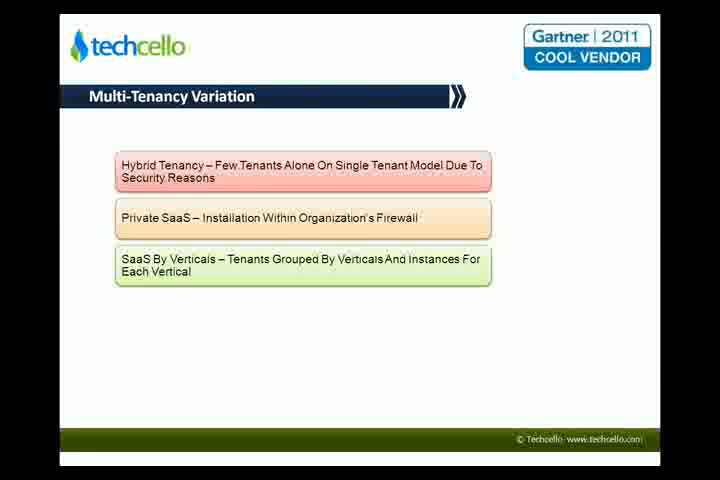 techcello
Gartner | 2011
COOL VENDOR
Multi-Tenancy Variation
Hybrid Tenancy – Few Tenants Alone On Single Tenant Model Due To
Security Reasons
Private SaaS – Installation Within Organization's Firewall
SaaS By Verticals – Tenants Grouped By Verticals And Instances For
Each Vertical
© Techcello www.techcello.com